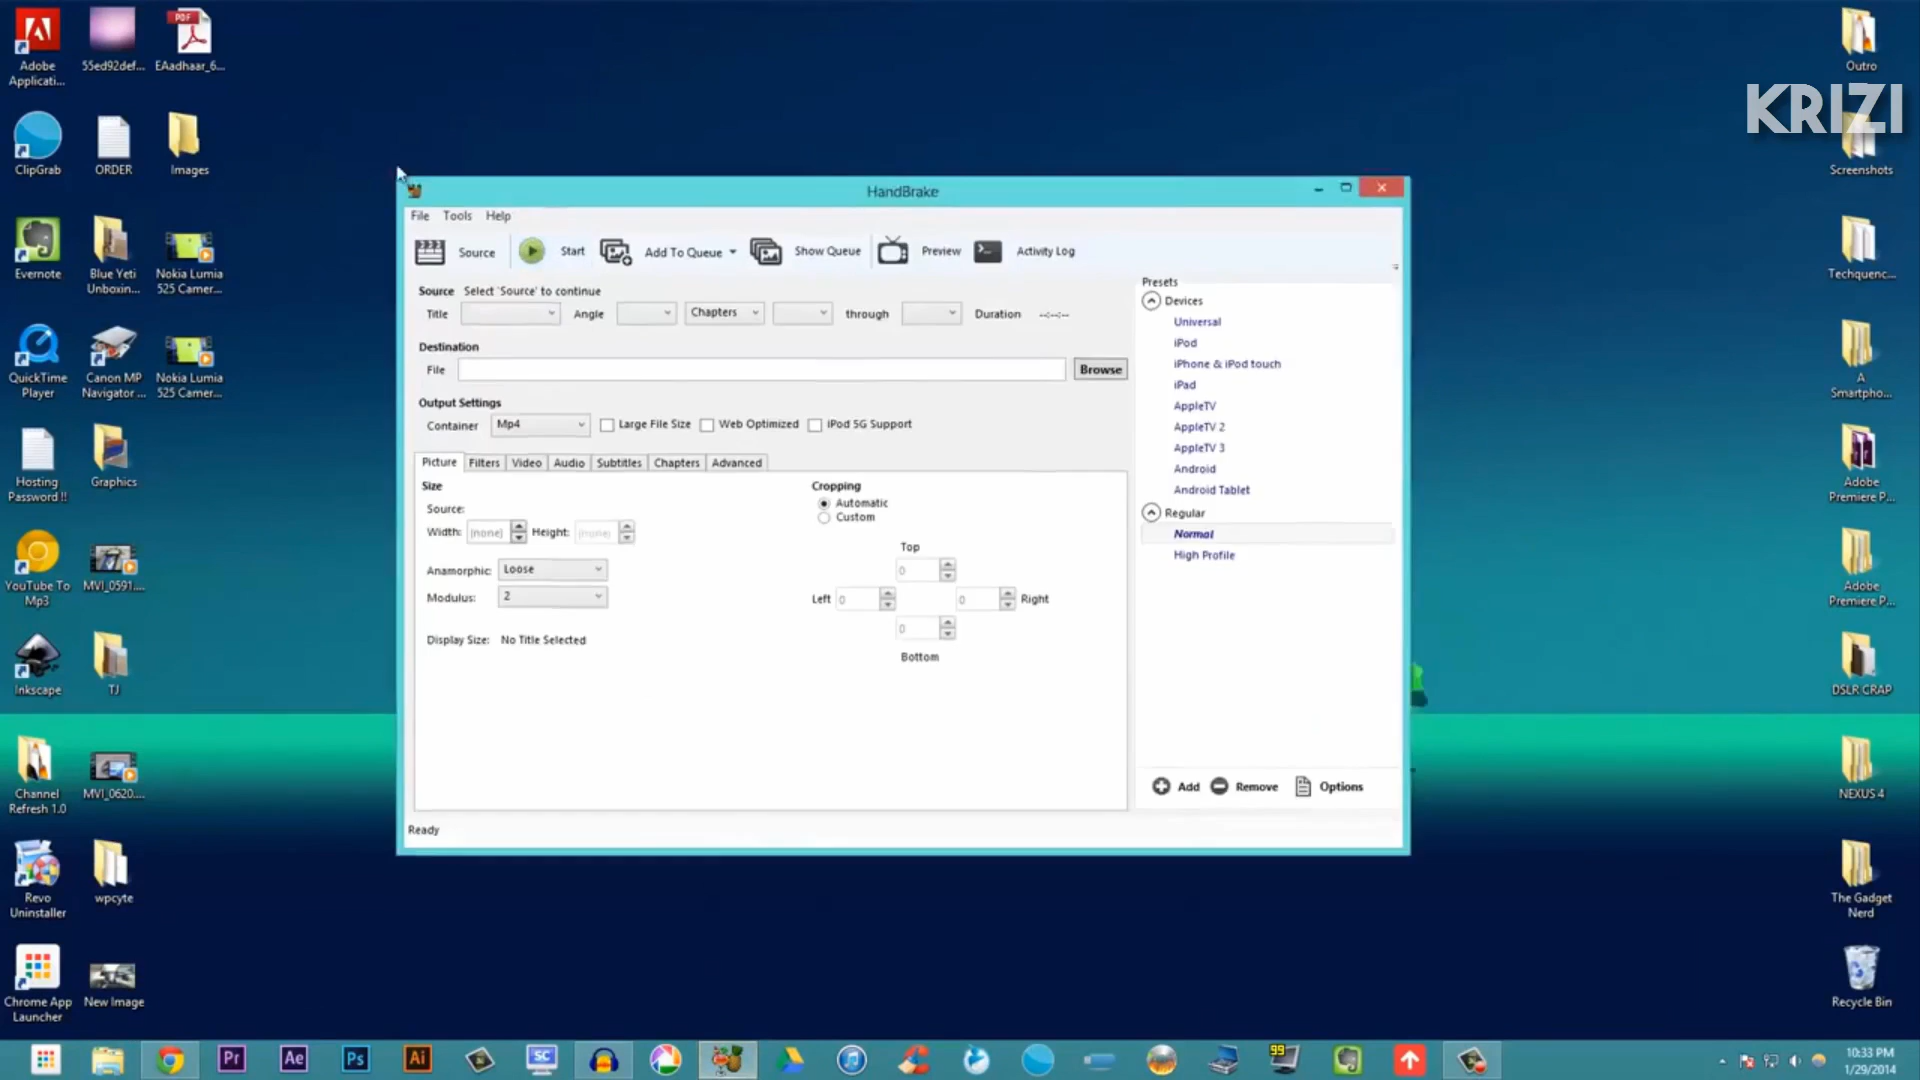 Adobe
Applicati...
55ed92def...
EAadhaar_6...
PDF
ClipGrab
ORDER
Images
Evernote
Blue Yeti
Unboxin...
Nokia Lumia
525 Camer...
QuickTime
Player
Canon MP
Navigator ...
Nokia Lumia
525 Camer...
Hosting
Password !!
Graphics
YouTube To
Mp3
MVI_0591....
Inkscape
TJ
Channel
Refresh 1.0
MVI_0620....
Revo
Uninstaller
wpcyte
Chrome App
Launcher
New Image
HandBrake
File Tools Help
Source Start Add To Queue Show Queue Preview Activity Log
Source Select 'Source' to continue
Title Angle Chapters through Duration --:--:--
Destination
File Browse
Output Settings
Container Mp4 Large File Size Web Optimized iPod 5G Support
Picture Filters Video Audio Subtitles Chapters Advanced
Size
Source:
Width: (none) Height: (none)
Anamorphic: Loose
Modulus: 2
Display Size: No Title Selected
Cropping
Automatic
Custom
Top
0
Left 0 0 Right
0
Bottom
Presets
Devices
Universal
iPod
iPhone & iPod touch
iPad
AppleTV
AppleTV 2
AppleTV 3
Android
Android Tablet
Regular
Normal
High Profile
Add Remove Options
Ready
Outro
KRIZI
Screenshots
Techquenc...
A
Smartpho...
Adobe
Premiere P...
Adobe
Premiere P...
DSLR CRAP
NEXUS 4
The Gadget
Nerd
Recycle Bin
Pr Ae Ps Ai SC 99
10:33 PM
1/29/2014